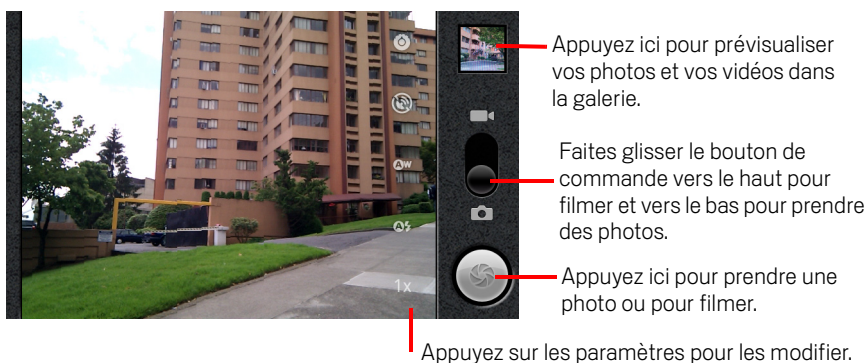 Appuyez ici pour prévisualiser
vos photos et vos vidéos dans
la galerie.
Faites glisser le bouton de
commande vers le haut pour
filmer et vers le bas pour prendre
des photos.
AW
A
1x
Appuyez ici pour prendre une
photo ou pour filmer.
Appuyez sur les paramètres pour les modifier.